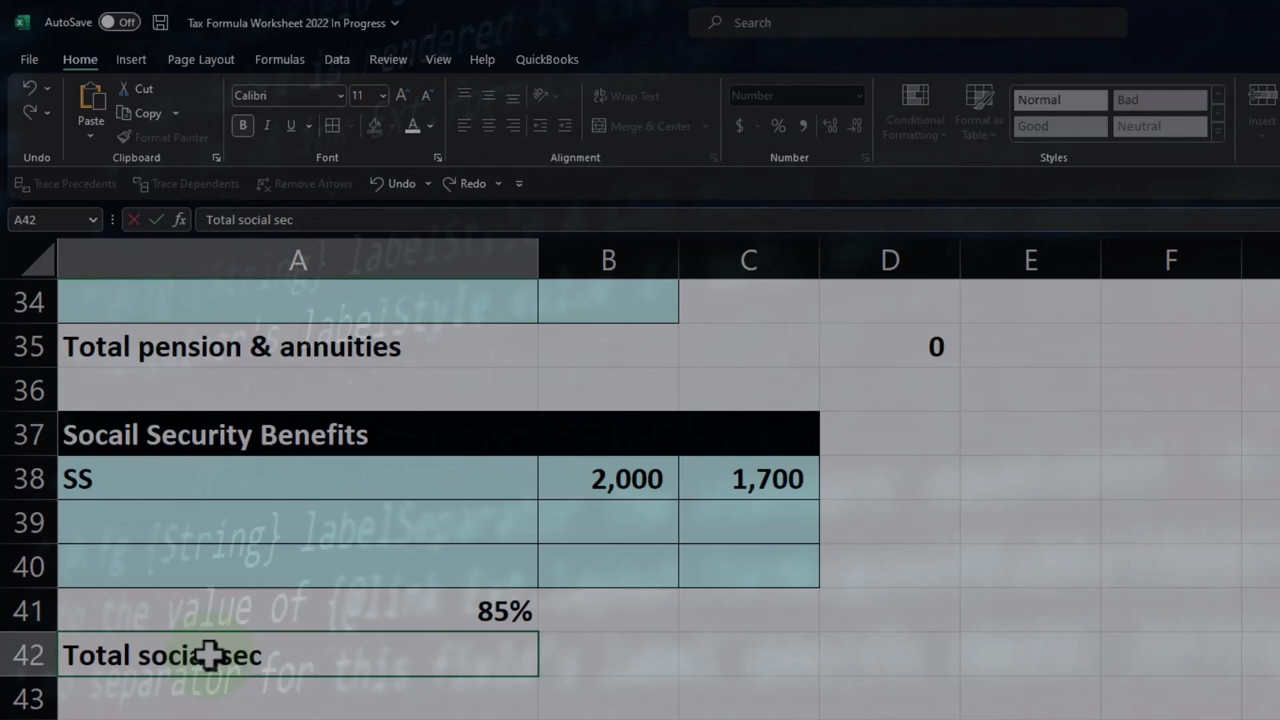 AutoSave Off Tax Formula Worksheet 2022 In Progress Search
File Home Insert Page Layout Formulas Data Review View Help QuickBooks
Cut Calibri 11 Wrap Text Number Normal Bad
Paste Copy Conditional Formatting Format as Table Insert
Format Painter B I U A Merge & Center $ % Good Neutral
Undo Clipboard Font Alignment Number Styles
Trace Precedents Trace Dependents Remove Arrows Undo Redo
A42 fx Total social sec
A B C D E F
34
35 Total pension & annuities 0
36
37 Socail Security Benefits
38 SS 2,000 1,700
39
40
41 85%
42 Total social sec
43